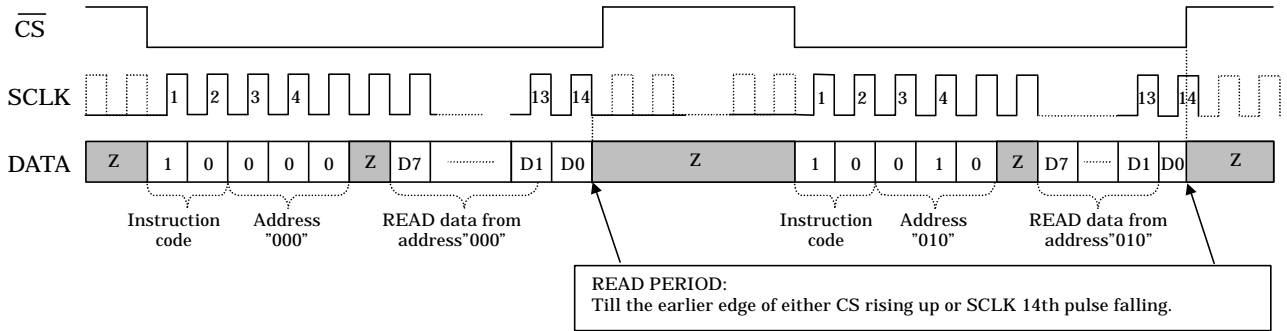 CS
SCLK 1 2 3 4 13 14 1 2 3 4 13 14
DATA Z 1 0 0 0 0 Z D7 D1 D0 Z 1 0 0 1 0 Z D7 D1 D0 Z
Instruction code Address "000" READ data from address"000" Instruction code Address "010" READ data from address"010"
READ PERIOD:
Till the earlier edge of either CS rising up or SCLK 14th pulse falling.